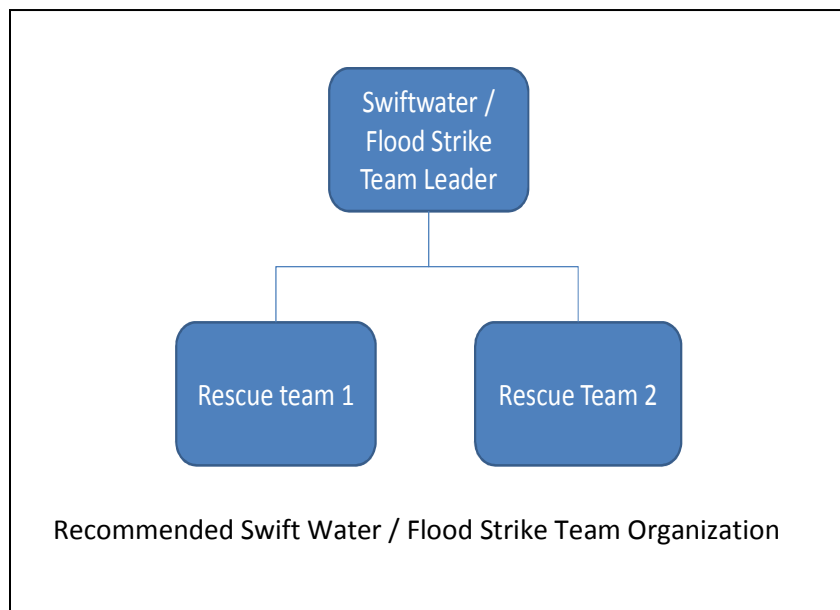 Swiftwater /
Flood Strike
Team Leader
Rescue team 1
Rescue Team 2
Recommended Swift Water / Flood Strike Team Organization